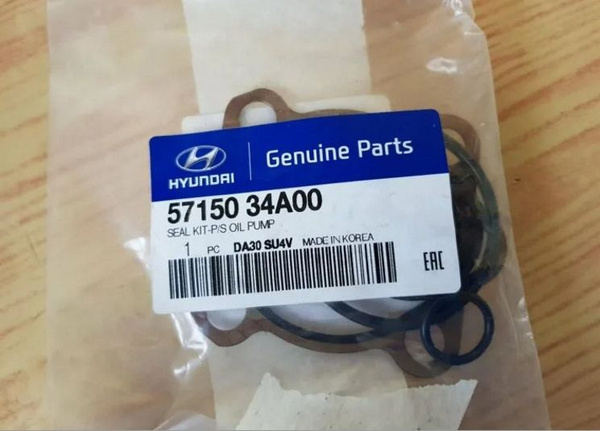 HYUNDAI
Genuine Parts
57150 34A00
SEAL KIT-P/S OIL PUMP
1 PC DA30 SU4V MADE IN KOREA
EAC